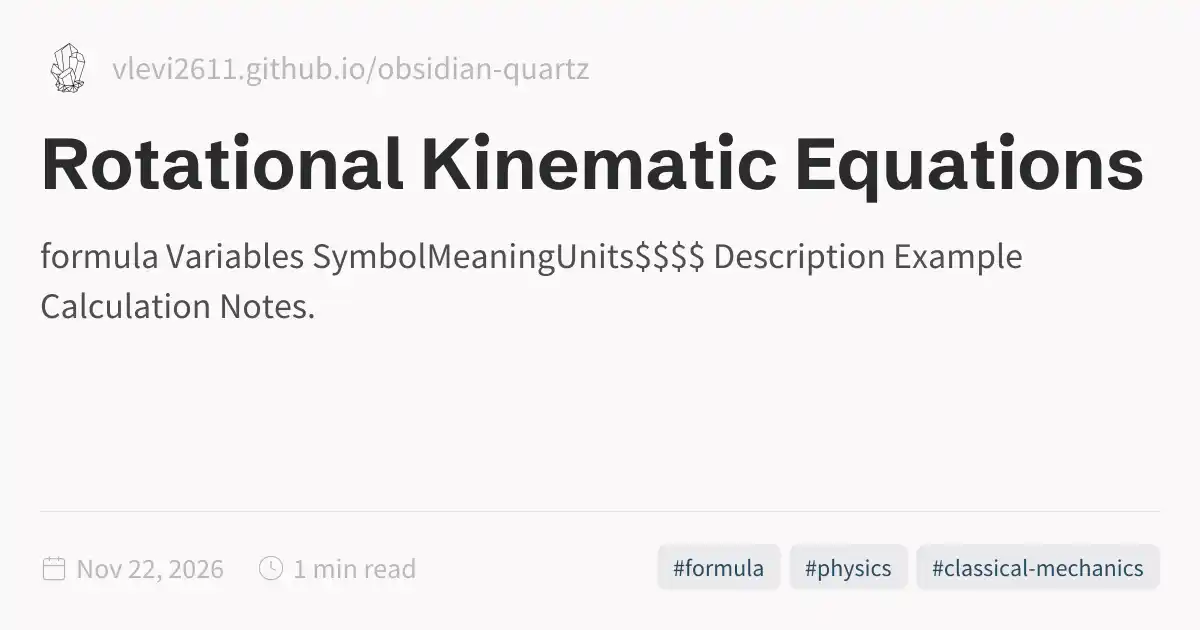 vlevi2611.github.io/obsidian-quartz
Rotational Kinematic Equations
formula Variables SymbolMeaningUnits$$$$ Description Example
Calculation Notes.
Nov 22, 2026
1 min read
#formula
#physics
#classical-mechanics